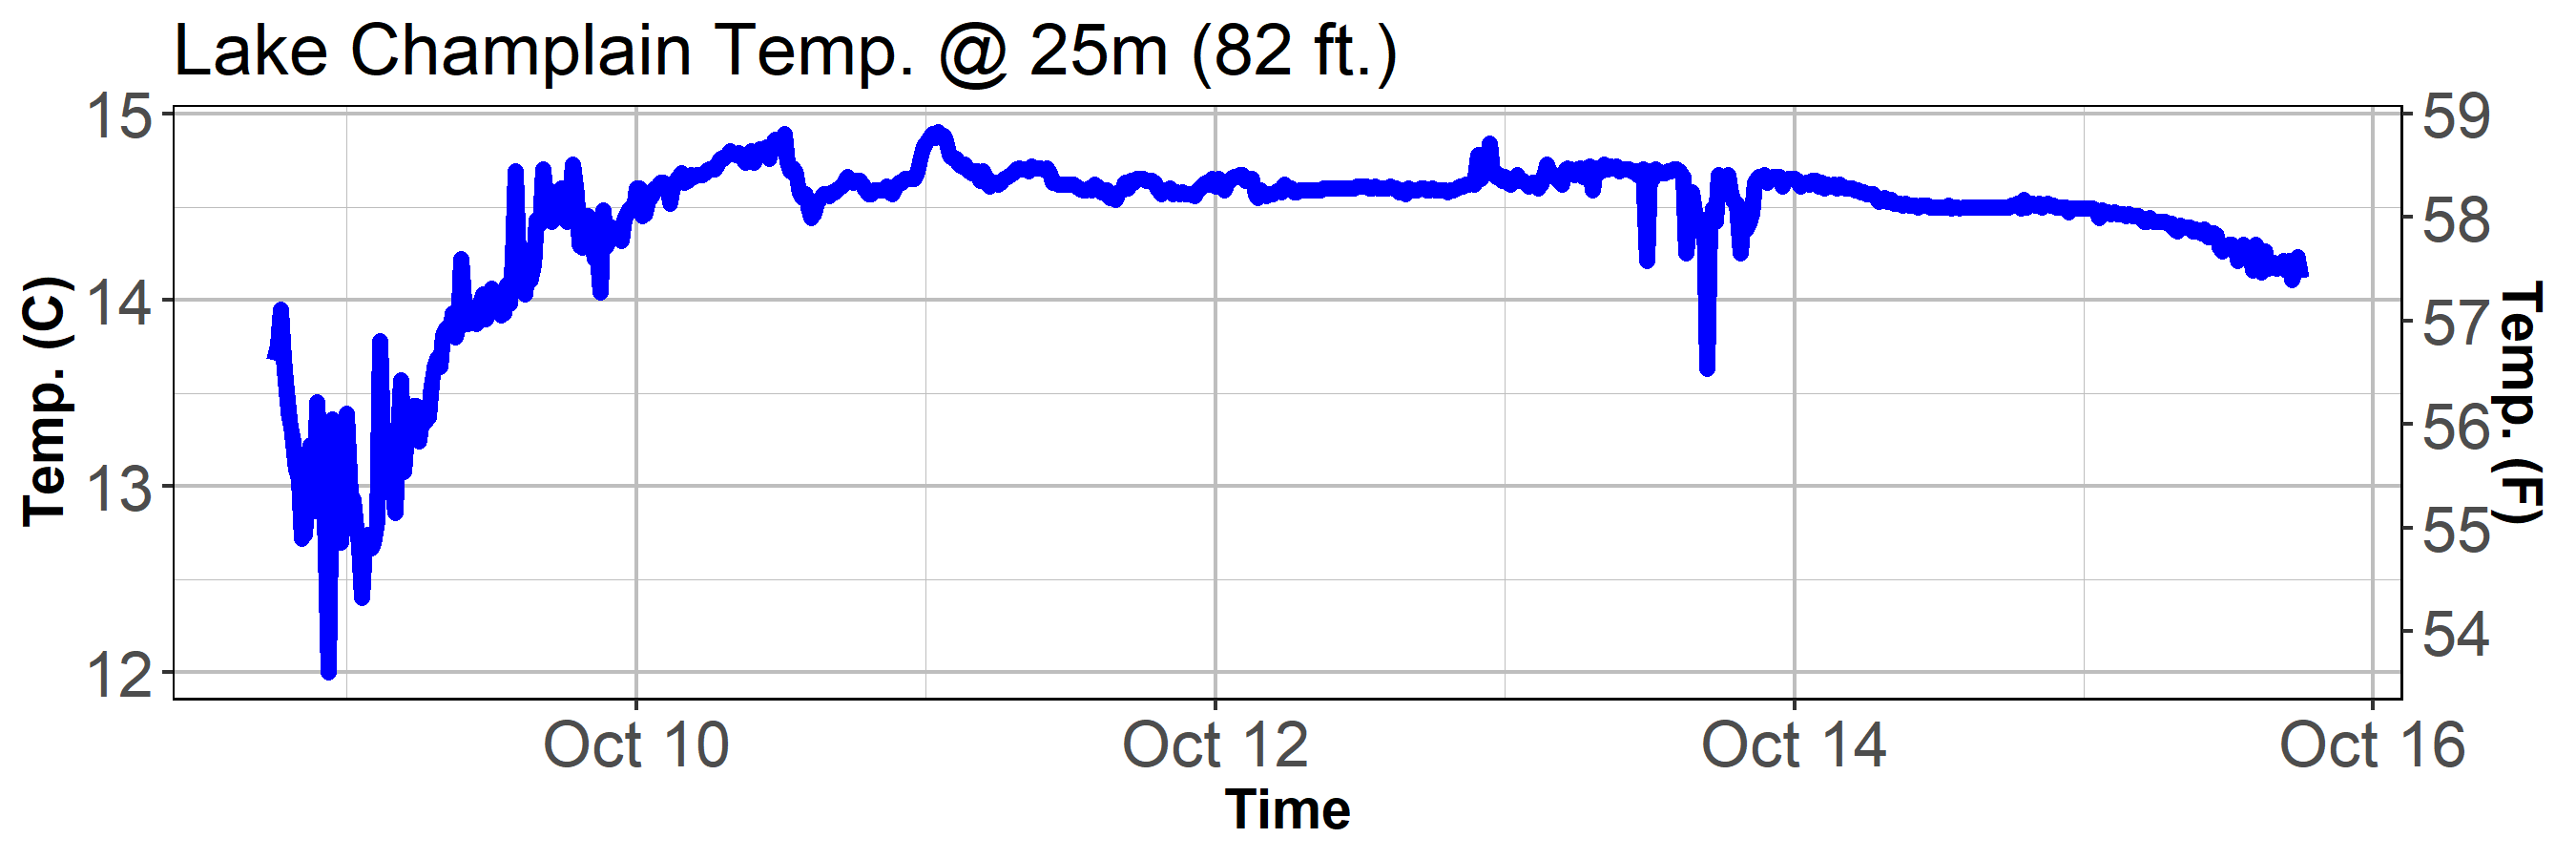 Lake Champlain Temp. @ 25m (82 ft.)
15
14
13
12
Temp. (C)
59
58
57
56
55
54
Temp. (F)
Oct 10
Oct 12
Oct 14
Oct 16
Time